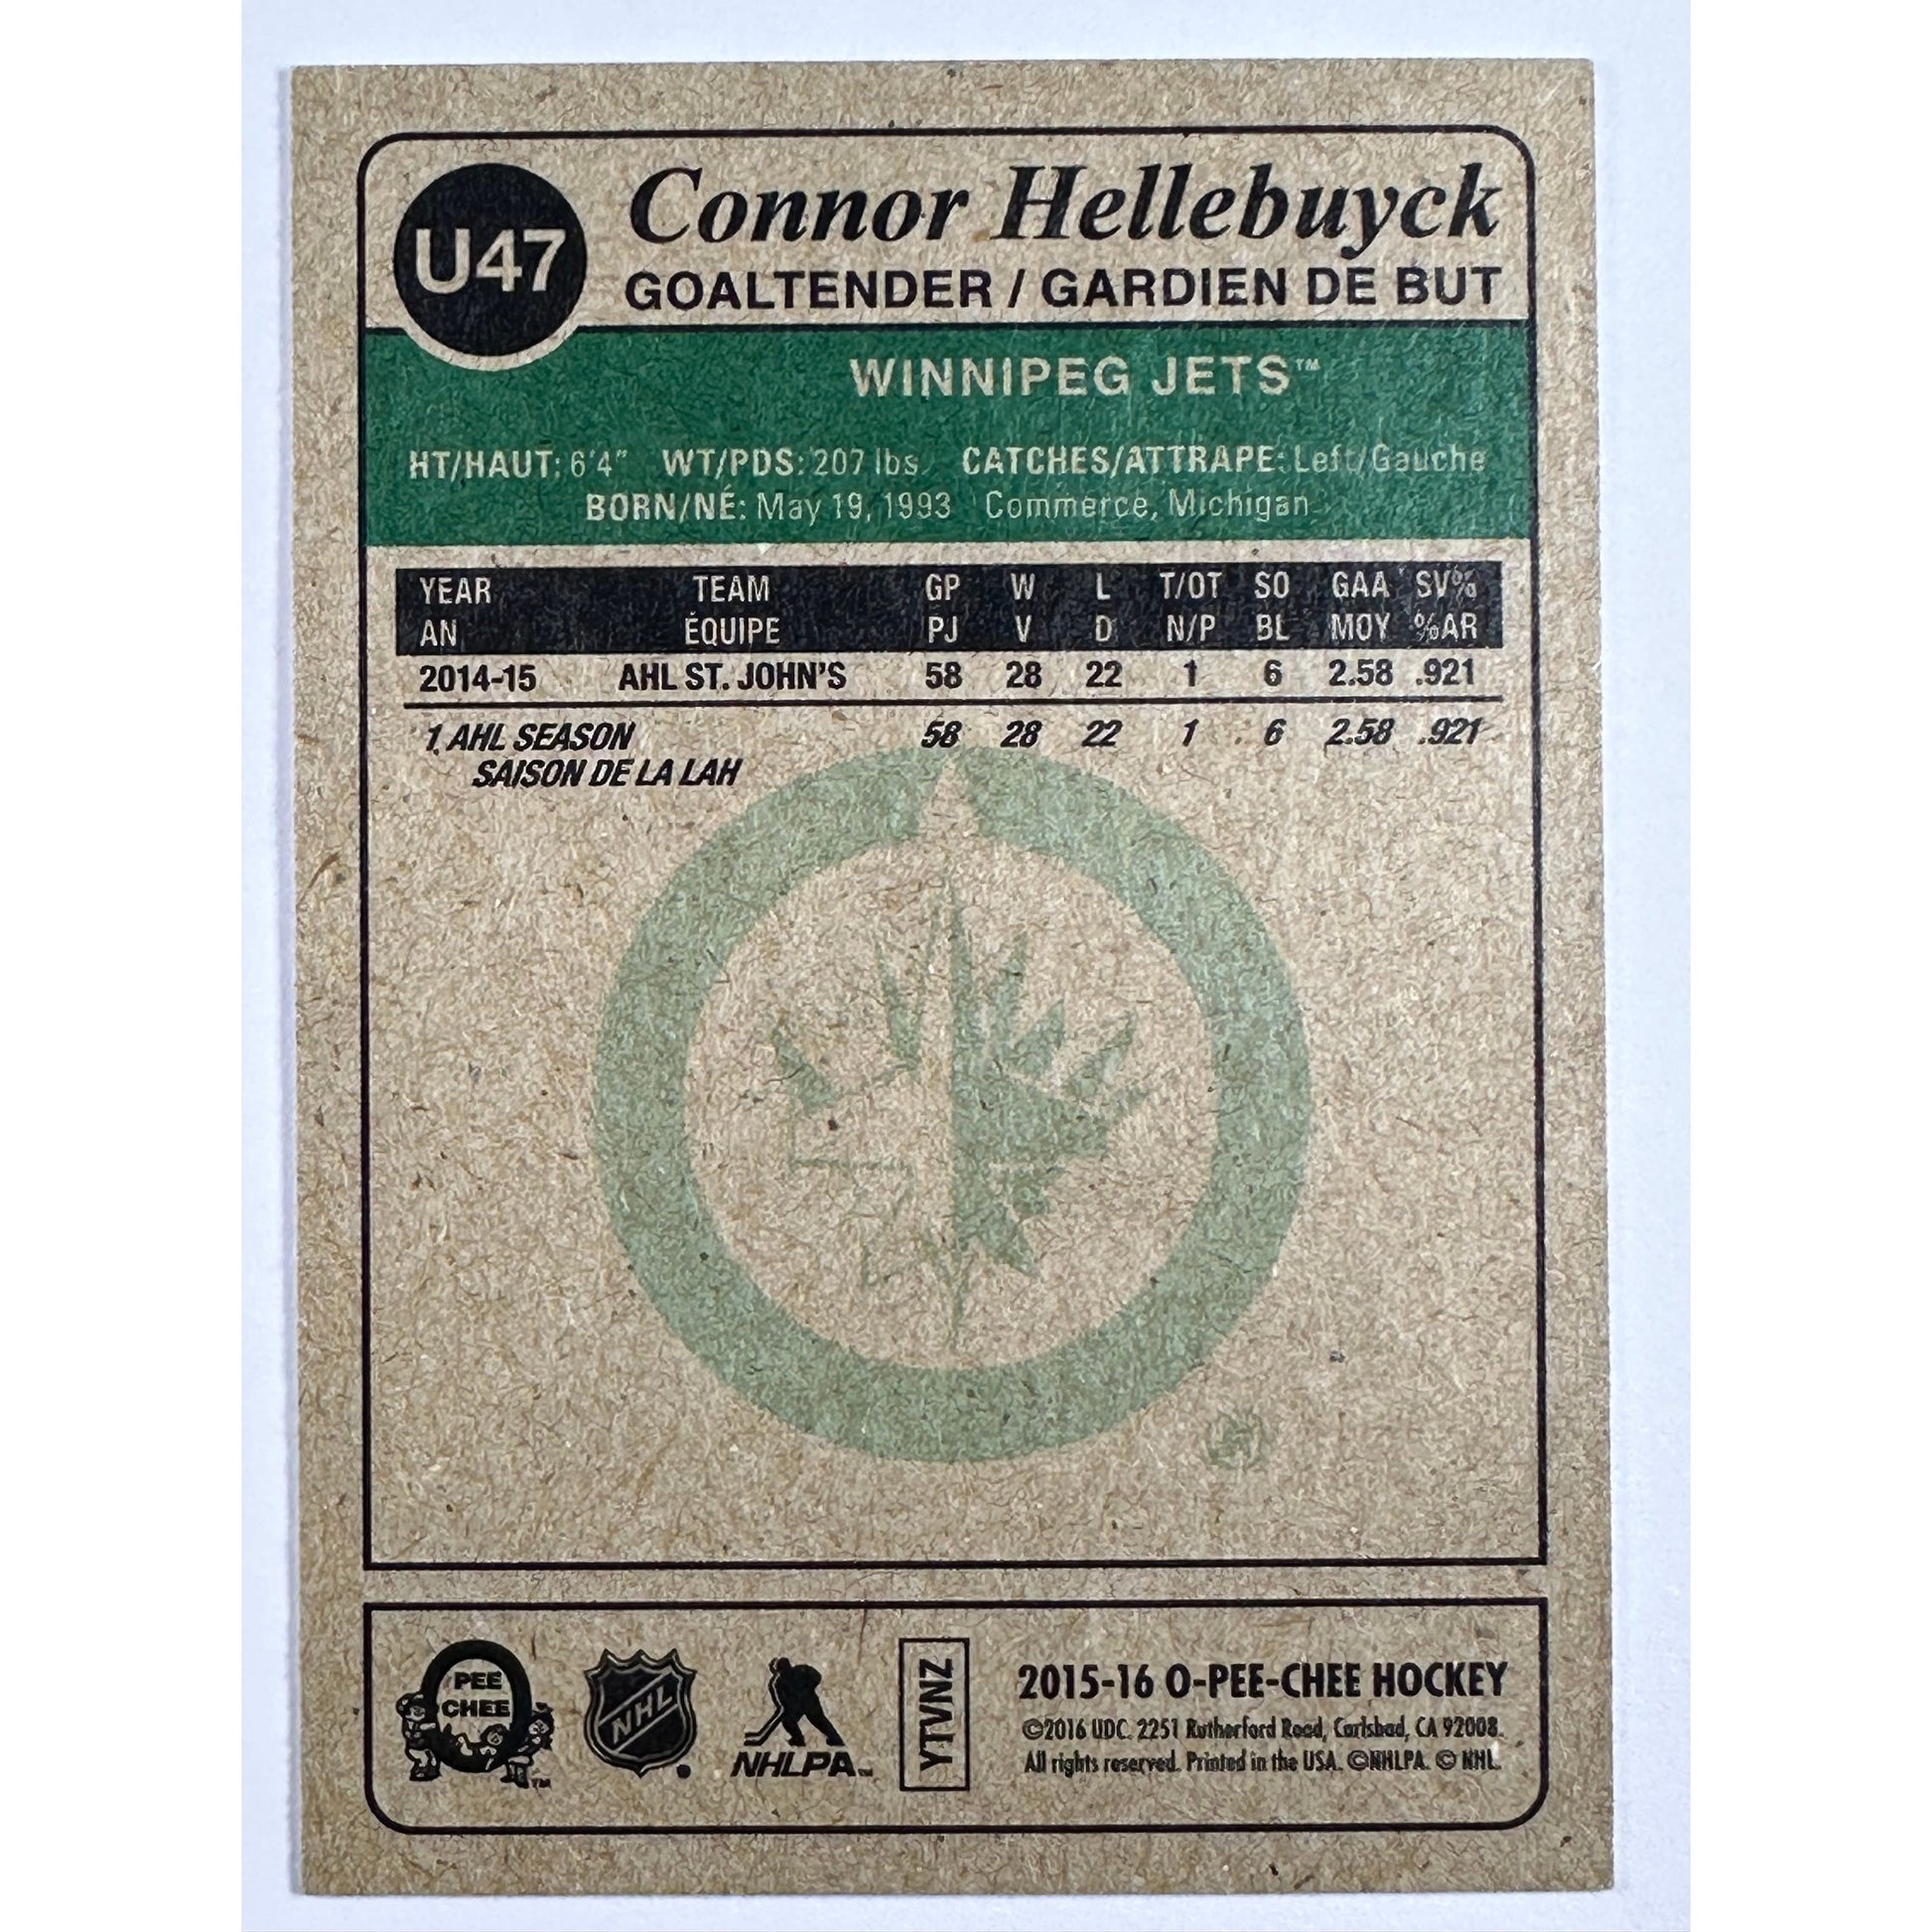 U47
Connor Hellebuyck
GOALTENDER / GARDIEN DE BUT
WINNIPEG JETS™
HT/HAUT: 6'4" WT/PDS: 207 lbs. CATCHES/ATTRAPE: Left/Gauche
BORN/NÉ: May 19, 1993 Commerce, Michigan
YEAR TEAM GP W L T/OT SO GAA SV%
AN ÉQUIPE PJ V D N/P BL MOY %AR
2014-15 AHL ST. JOHN'S 58 28 22 1 6 2.58 .921
1 AHL SEASON 58 28 22 1 6 2.58 .921
SAISON DE LA LAH
PEE
CHEE
TM
NHL
NHLPA™
YTVNZ
2015-16 O-PEE-CHEE HOCKEY
©2016 UDC. 2251 Rutherford Road, Carlsbad, CA 92008.
All rights reserved. Printed in the USA. ©NHLPA. © NHL.